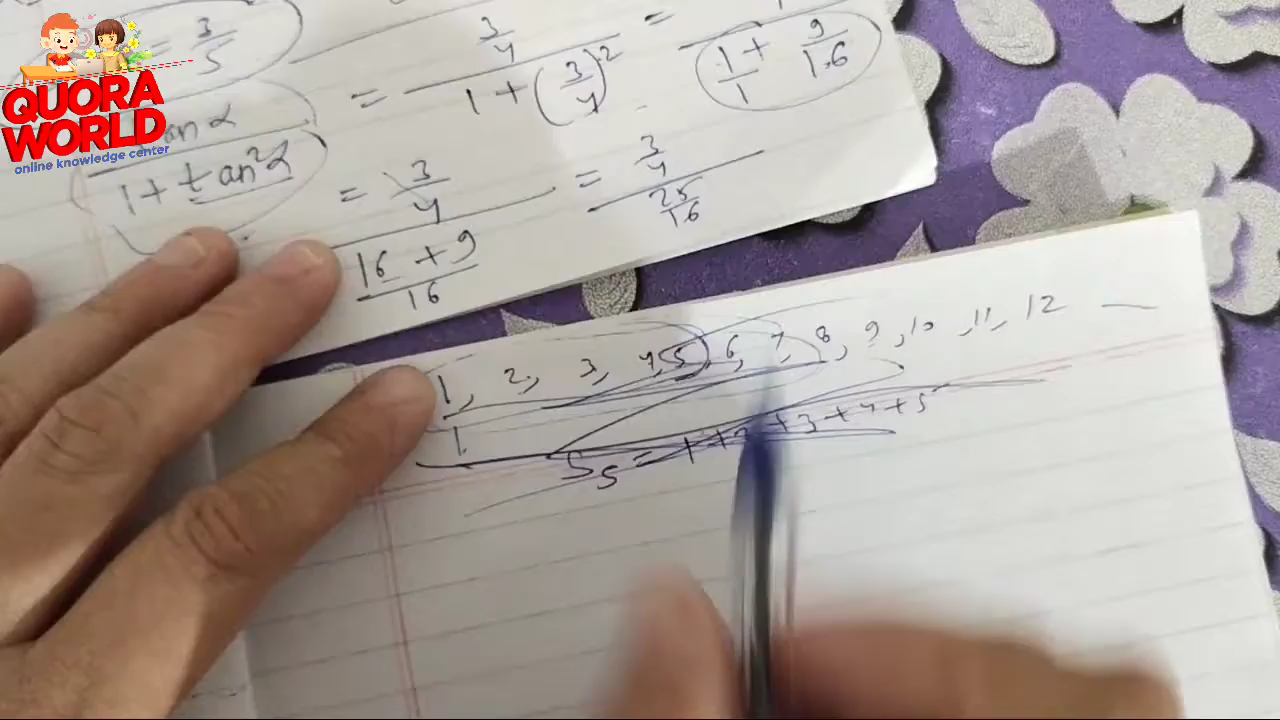 QUORA
WORLD
online knowledge center
= 3/5
tan α
1 + tan²α
= 3/4 / 1 + (3/4)²
= 1/1 + 9/16
= 3/4 / 16 + 9/16
= 3/4 / 25/16
1, 2, 3, 4, 5, 6, 7, 8, 9, 10, 11, 12 —
1
S5 = 1+2+3+4+5